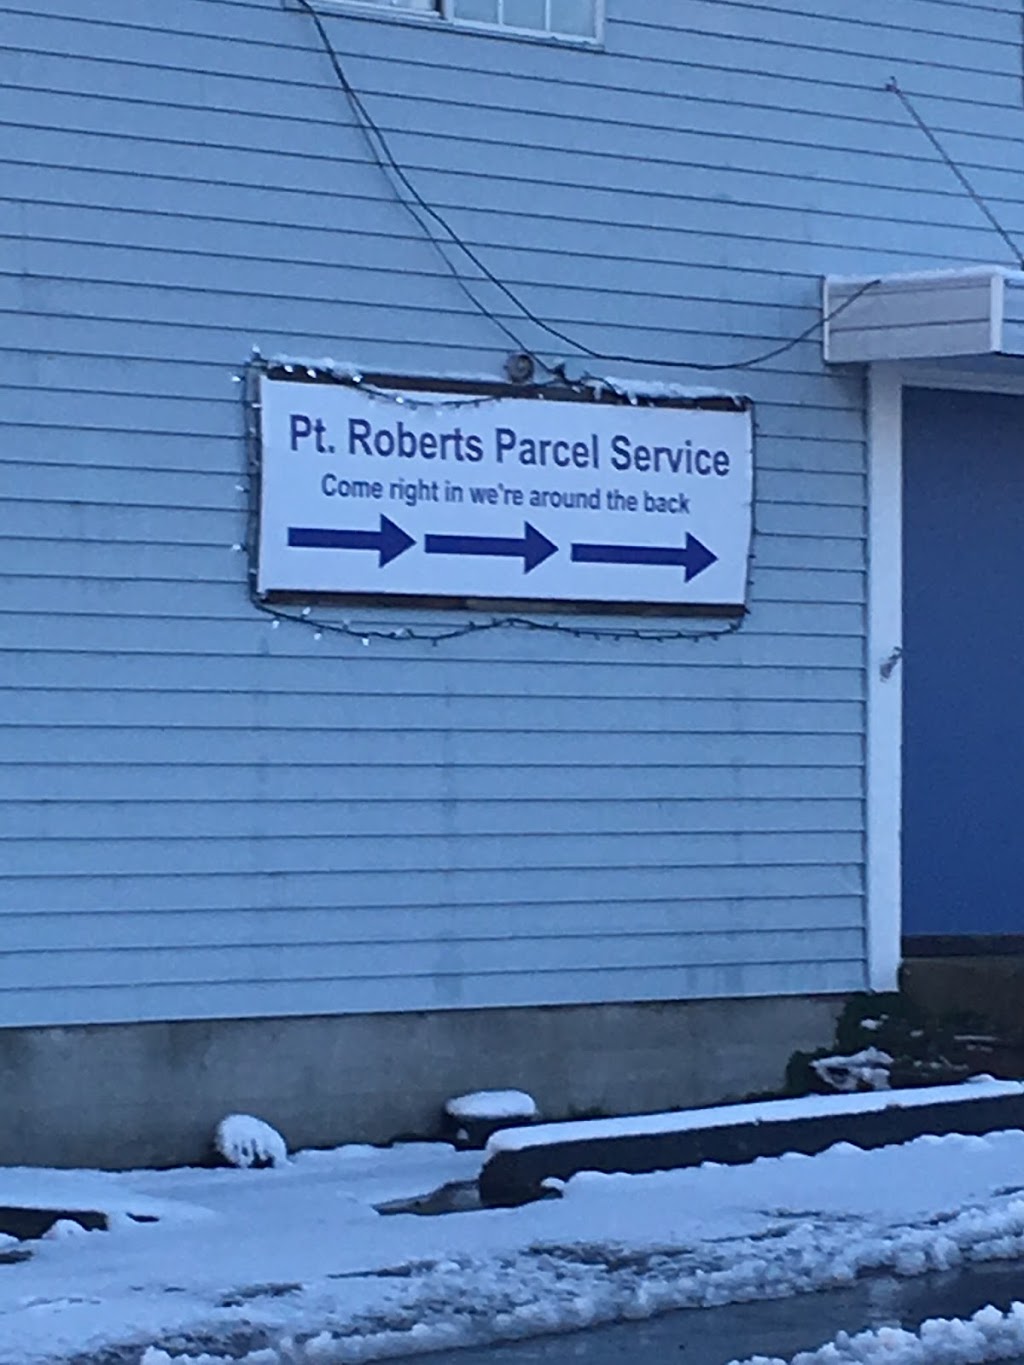 Pt. Roberts Parcel Service
Come right in we're around the back